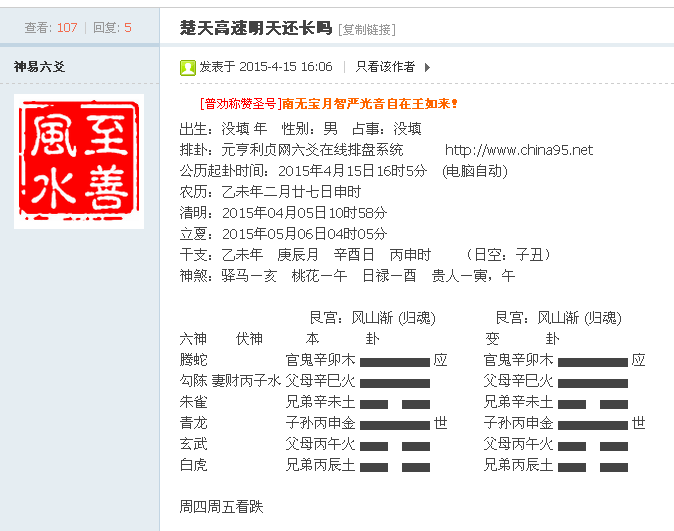 查看: 107 | 回复: 5
楚天高速明天还长吗 [复制链接]
神易六爻
发表于 2015-4-15 16:06 | 只看该作者
風至
水善
[普劝称赞圣号]南无宝月智严光音自在王如来！
出生：没填 年 性别：男 占事：没填
排卦：元亨利贞网六爻在线排盘系统 http://www.china95.net
公历起卦时间：2015年4月15日16时5分 (电脑自动)
农历：乙未年二月廿七日申时
清明：2015年04月05日10时58分
立夏：2015年05月06日04时05分
干支：乙未年 庚辰月 辛酉日 丙申时 （日空：子丑）
神煞：驿马—亥 桃花—午 日禄—酉 贵人—寅，午
艮宫：风山渐 (归魂) 艮宫：风山渐 (归魂)
六神 伏神 本 卦 变 卦
腾蛇 官鬼辛卯木 应 官鬼辛卯木 应
勾陈 妻财丙子水 父母辛巳火 父母辛巳火
朱雀 兄弟辛未土 兄弟辛未土
青龙 子孙丙申金 世 子孙丙申金 世
玄武 父母丙午火 父母丙午火
白虎 兄弟丙辰土 兄弟丙辰土
周四周五看跌